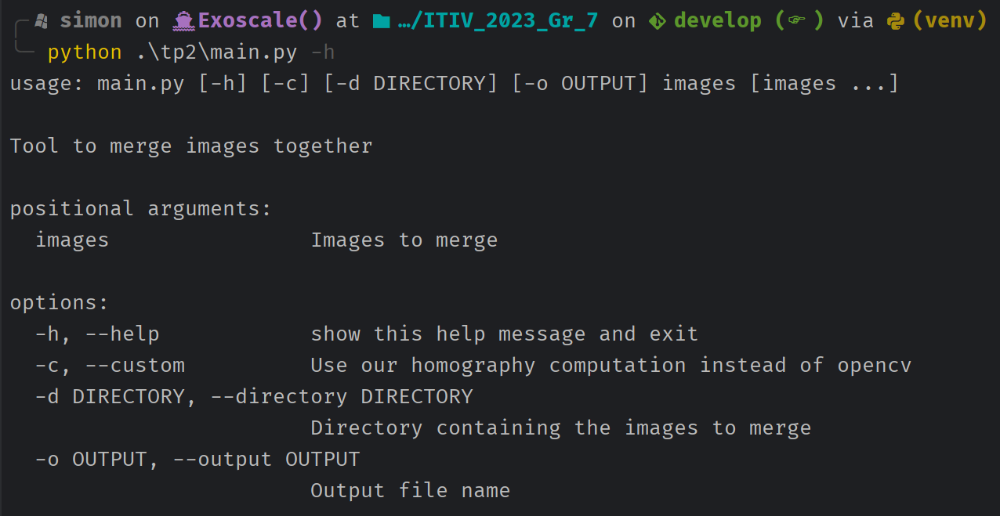 simon on Exoscale() at …/ITIV_2023_Gr_7 on develop (☞ ) via (venv)
python .\tp2\main.py -h
usage: main.py [-h] [-c] [-d DIRECTORY] [-o OUTPUT] images [images ...]
Tool to merge images together
positional arguments:
images Images to merge
options:
-h, --help show this help message and exit
-c, --custom Use our homography computation instead of opencv
-d DIRECTORY, --directory DIRECTORY
Directory containing the images to merge
-o OUTPUT, --output OUTPUT
Output file name